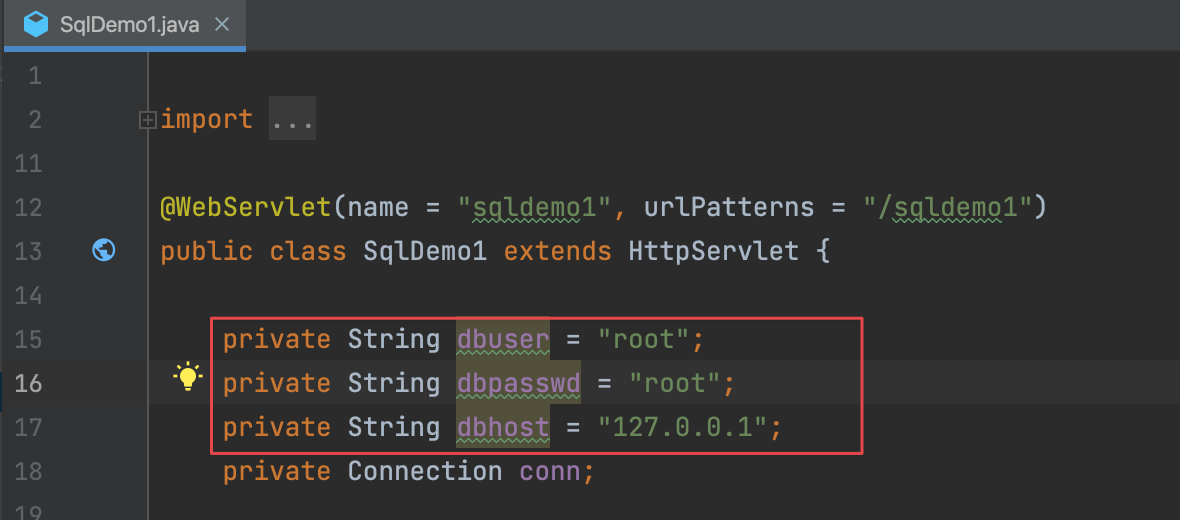 SqlDemo1.java
1
2 import ...
11
12 @WebServlet(name = "sqldemo1", urlPatterns = "/sqldemo1")
13 public class SqlDemo1 extends HttpServlet {
14
15 private String dbuser = "root";
16 private String dbpasswd = "root";
17 private String dbhost = "127.0.0.1";
18 private Connection conn;
19